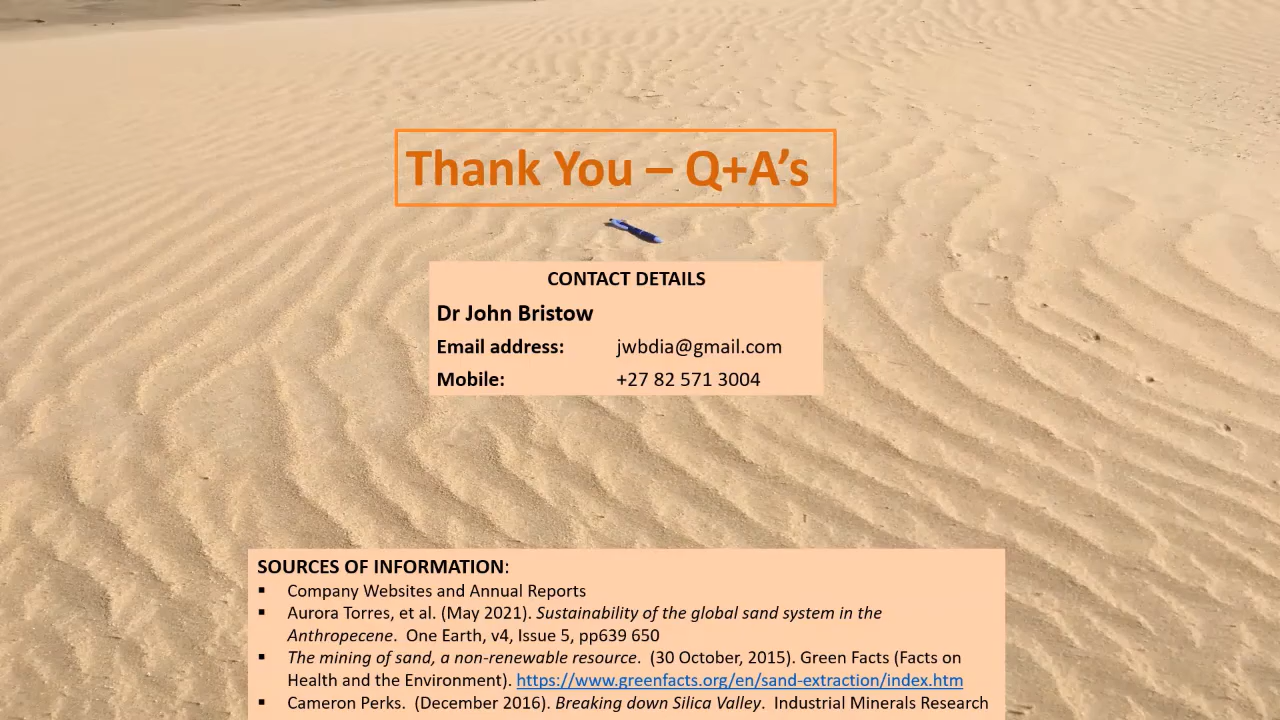 Thank You – Q+A’s
CONTACT DETAILS
Dr John Bristow
Email address: jwbdia@gmail.com
Mobile: +27 82 571 3004
SOURCES OF INFORMATION:
▪ Company Websites and Annual Reports
▪ Aurora Torres, et al. (May 2021). Sustainability of the global sand system in the
Anthropecene. One Earth, v4, Issue 5, pp639 650
▪ The mining of sand, a non-renewable resource. (30 October, 2015). Green Facts (Facts on
Health and the Environment). https://www.greenfacts.org/en/sand-extraction/index.htm
▪ Cameron Perks. (December 2016). Breaking down Silica Valley. Industrial Minerals Research